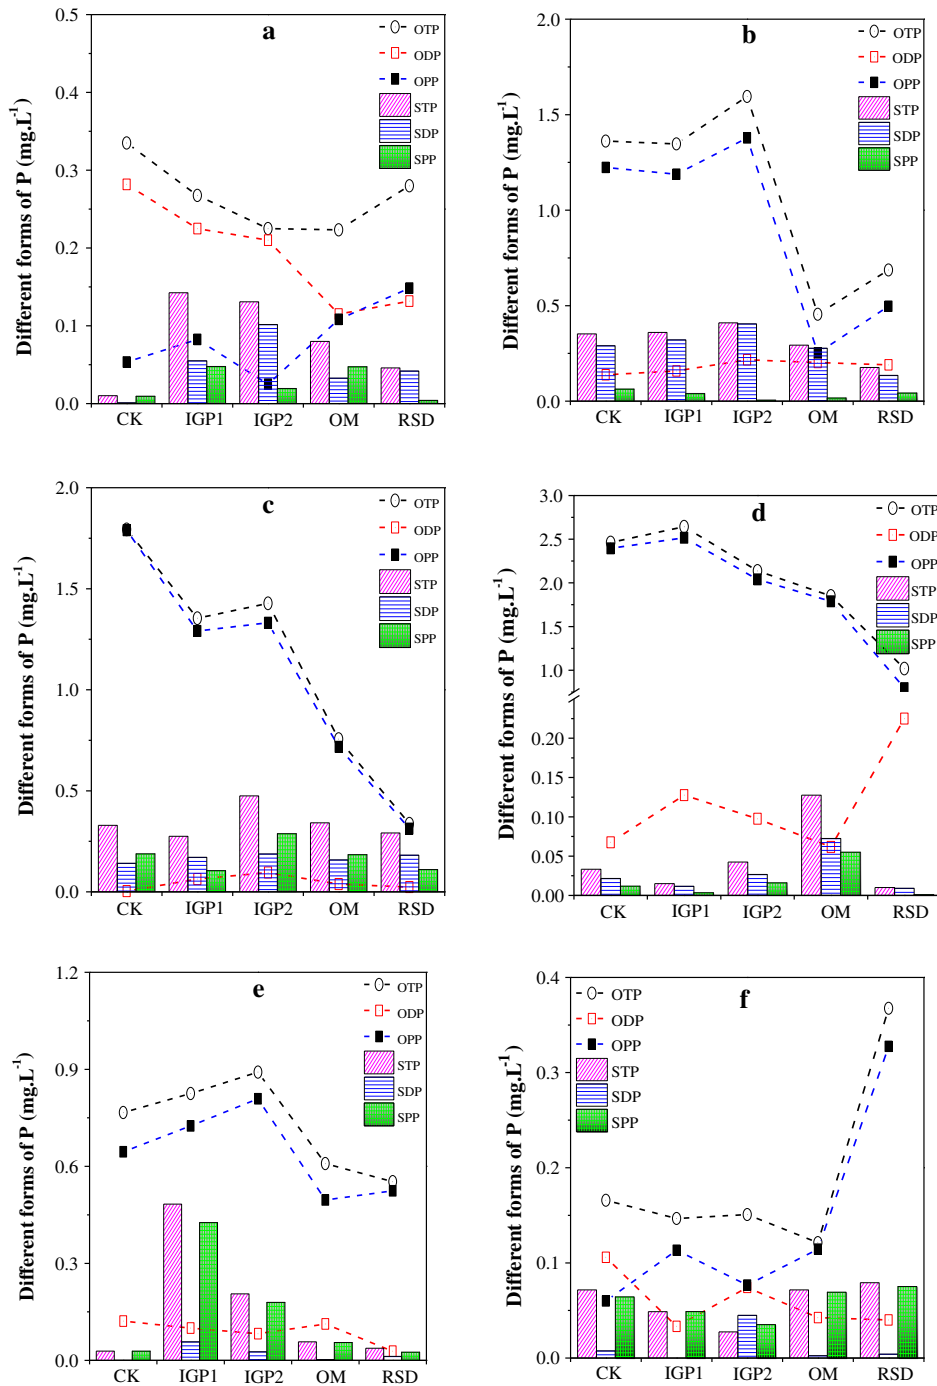 a
Different forms of P (mg.L-1)
0.5
0.4
0.3
0.2
0.1
0.0
CK
IGP1
IGP2
OM
RSD
OTP
ODP
OPP
STP
SDP
SPP
b
Different forms of P (mg.L-1)
2.0
1.5
1.0
0.5
0.0
CK
IGP1
IGP2
OM
RSD
OTP
ODP
OPP
STP
SDP
SPP
c
Different forms of P (mg.L-1)
2.0
1.5
1.0
0.5
0.0
CK
IGP1
IGP2
OM
RSD
OTP
ODP
OPP
STP
SDP
SPP
d
Different forms of P (mg.L-1)
3.0
2.5
2.0
1.5
1.0
0.20
0.15
0.10
0.05
0.00
CK
IGP1
IGP2
OM
RSD
OTP
ODP
OPP
STP
SDP
SPP
e
Different forms of P (mg.L-1)
1.2
0.9
0.6
0.3
0.0
CK
IGP1
IGP2
OM
RSD
OTP
ODP
OPP
STP
SDP
SPP
f
Different forms of P (mg.L-1)
0.4
0.3
0.2
0.1
0.0
CK
IGP1
IGP2
OM
RSD
OTP
ODP
OPP
STP
SDP
SPP